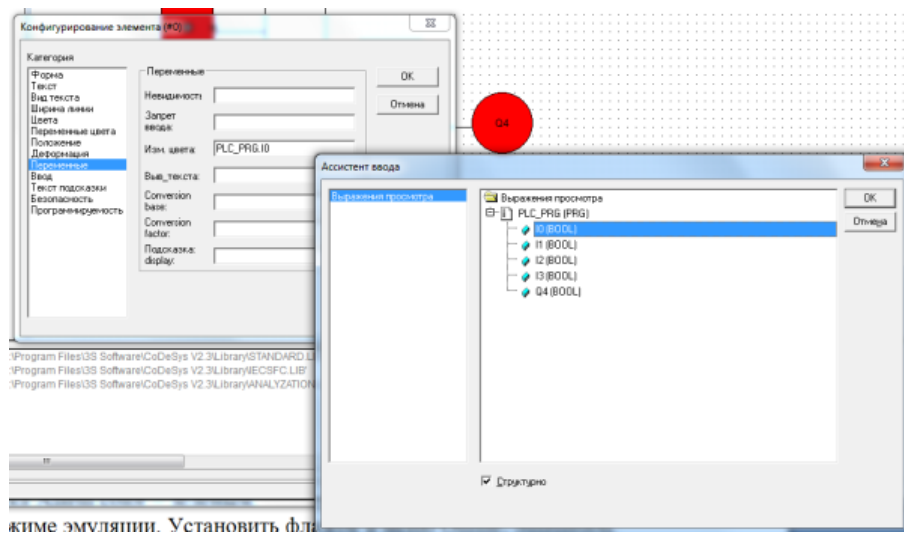 Конфигурирование элемента (#0)
Категория
Форма
Текст
Вид текста
Ширина линии
Цвета
Переменные цвета
Положение
Деформация
Переменные
Ввод
Текст подсказки
Безопасность
Программируемость
Переменные
Невидимость
Запрет
ввода:
Изм. цвета:
PLC_PRG.I0
Выв_текста:
Conversion
base:
Conversion
factor:
Подсказка:
display:
OK
Отмена
Q4
Ассистент ввода
Выражения просмотра
Выражения просмотра
PLC_PRG (PRG)
I0 (BOOL)
I1 (BOOL)
I2 (BOOL)
I3 (BOOL)
Q4 (BOOL)
OK
Отмена
Структурно
:\Program Files\3S Software\CoDeSys V2.3\Library\STANDARD.L
:\Program Files\3S Software\CoDeSys V2.3\Library\IECSFC.LIB'
:\Program Files\3S Software\CoDeSys V2.3\Library\ANALYZATION
жиме эмуляции. Установить фла